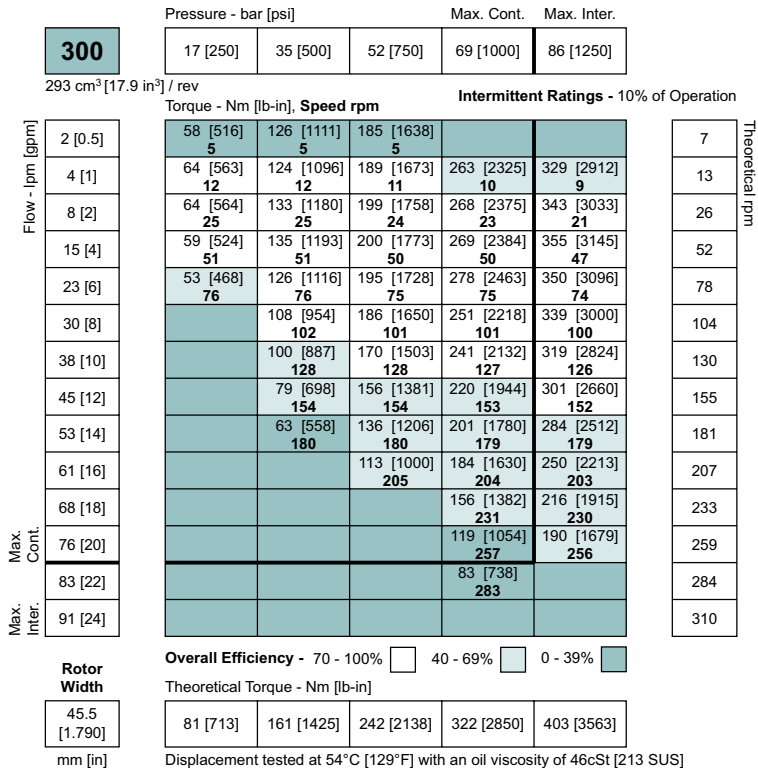 Pressure - bar [psi] Max. Cont. Max. Inter.
300 17 [250] 35 [500] 52 [750] 69 [1000] 86 [1250]
293 cm³ [17.9 in³] / rev
Torque - Nm [lb-in], Speed rpm Intermittent Ratings - 10% of Operation
Flow - lpm [gpm]
Theoretical rpm
2 [0.5] 58 [516] 126 [1111] 185 [1638] 7
5 5 5
4 [1] 64 [563] 124 [1096] 189 [1673] 263 [2325] 329 [2912] 13
12 12 11 10 9
8 [2] 64 [564] 133 [1180] 199 [1758] 268 [2375] 343 [3033] 26
25 25 24 23 21
15 [4] 59 [524] 135 [1193] 200 [1773] 269 [2384] 355 [3145] 52
51 51 50 50 47
23 [6] 53 [468] 126 [1116] 195 [1728] 278 [2463] 350 [3096] 78
76 76 75 75 74
30 [8] 108 [954] 186 [1650] 251 [2218] 339 [3000] 104
102 101 101 100
38 [10] 100 [887] 170 [1503] 241 [2132] 319 [2824] 130
128 128 127 126
45 [12] 79 [698] 156 [1381] 220 [1944] 301 [2660] 155
154 154 153 152
53 [14] 63 [558] 136 [1206] 201 [1780] 284 [2512] 181
180 180 179 179
61 [16] 113 [1000] 184 [1630] 250 [2213] 207
205 204 203
68 [18] 156 [1382] 216 [1915] 233
231 230
Max.
Cont.
76 [20] 119 [1054] 190 [1679] 259
257 256
83 [22] 83 [738] 284
283
Max.
Inter.
91 [24] 310
Overall Efficiency - 70 - 100% 40 - 69% 0 - 39%
Rotor
Width
Theoretical Torque - Nm [lb-in]
45.5
[1.790]
81 [713] 161 [1425] 242 [2138] 322 [2850] 403 [3563]
mm [in] Displacement tested at 54°C [129°F] with an oil viscosity of 46cSt [213 SUS]